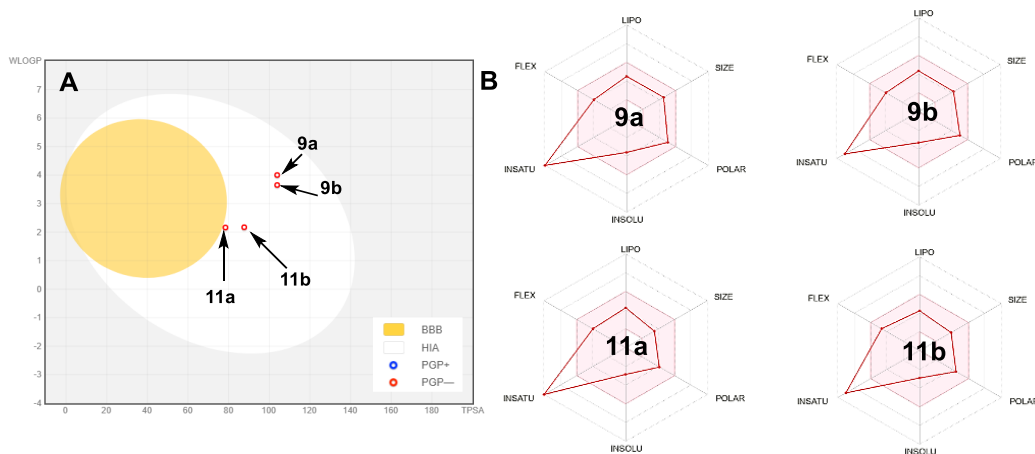 A
WLOGP
7
6
5
4
3
2
1
0
-1
-2
-3
-4
0
20
40
60
80
100
120
140
160
180
TPSA
9a
9b
11a
11b
BBB
HIA
PGP+
PGP—
B
LIPO
FLEX
SIZE
9a
INSATU
POLAR
INSOLU
LIPO
FLEX
SIZE
9b
INSATU
POLAR
INSOLU
LIPO
FLEX
SIZE
11a
INSATU
POLAR
INSOLU
LIPO
FLEX
SIZE
11b
INSATU
POLAR
INSOLU